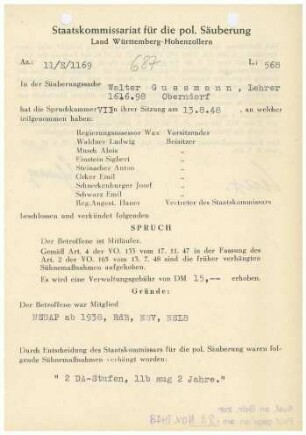 Staatskommissariat für die pol. Säuberung
Land Württemberg-Hohenzollern
Az.: 11/S/1169 687 L: 568
In der Säuberungssache Walter Gussmann, Lehrer
1616.98 Oberndorf
hat die Spruchkammer VII in ihrer Sitzung am 13.8.48, an welcher
teilgenommen haben:
Regierungsassessor Wax Vorsitzender
Waldner Ludwig Beisitzer
Musch Alois "
Einstein Sigbert "
Steinacher Anton "
Ocker Emil "
Schneckenburger Josef "
Schwarz Emil "
Reg.Angest. Haney Vertreter des Staatskommissars
beschlossen und verkündet folgenden
SPRUCH
Der Betroffene ist Mitläufer.
Gemäß Art. 4 der VO. 133 vom 17. 11. 47 in der Fassung des
Art. 2 des VO. 165 vom 13. 7. 48 sind die früher verhängten
Sühnemaßnahmen aufgehoben.
Es wird eine Verwaltungsgebühr von DM 15,-- erhoben.
Gründe:
Der Betroffene war Mitglied
NSDAP ab 1938, RdR, NSV, NSLB
Durch Entscheidung des Staatskommissars für die pol. Säuberung waren fol-
gende Sühnemaßnahmen verhängt worden:
" 2 DA-Stufen, 11b mag 2 Jahre."